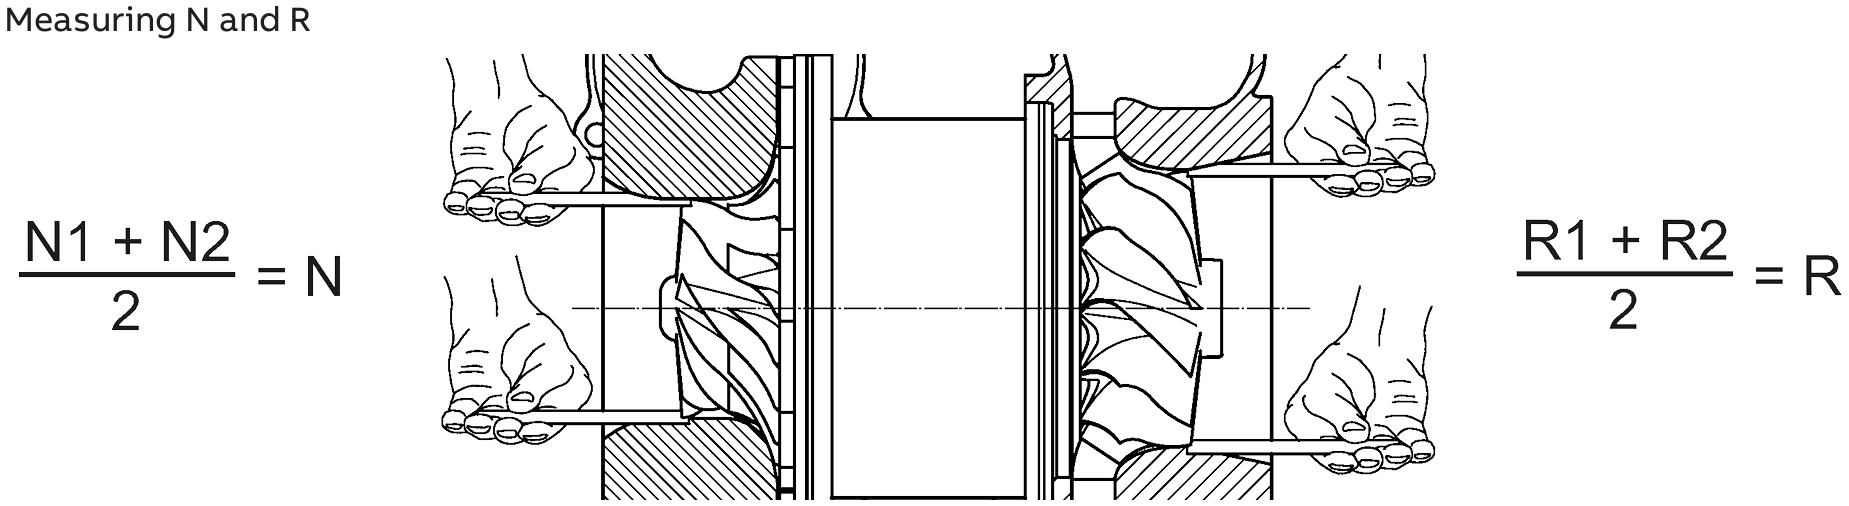 Measuring N and R
N1 + N2
2
= N
R1 + R2
2
= R